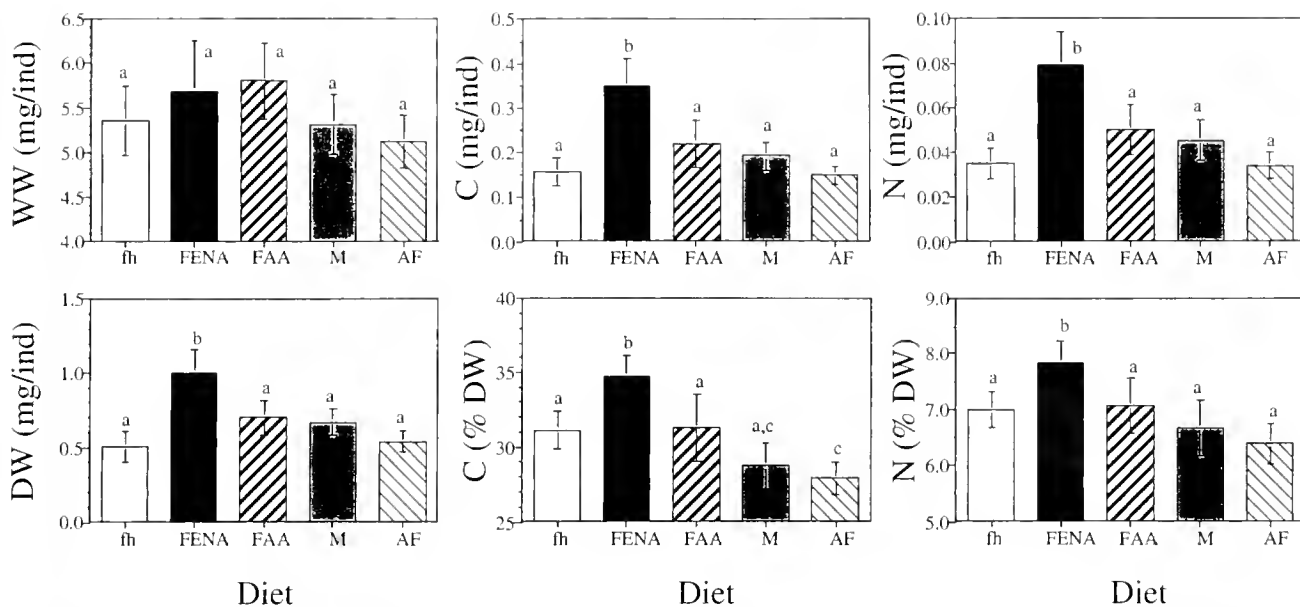 WW (mg/ind)
6.5
6.0
5.5
5.0
4.5
4.0
a a a a a
fh FENA FAA M AF
C (mg/ind)
0.5
0.4
0.3
0.2
0.1
0.0
a b a a a
fh FENA FAA M AF
N (mg/ind)
0.10
0.08
0.06
0.04
0.02
0.00
a b a a a
fh FENA FAA M AF
DW (mg/ind)
1.5
1.0
0.5
0.0
a b a a a
fh FENA FAA M AF
Diet
C (% DW)
40
35
30
25
a b a a,c c
fh FENA FAA M AF
Diet
N (% DW)
9.0
8.0
7.0
6.0
5.0
a b a a a
fh FENA FAA M AF
Diet